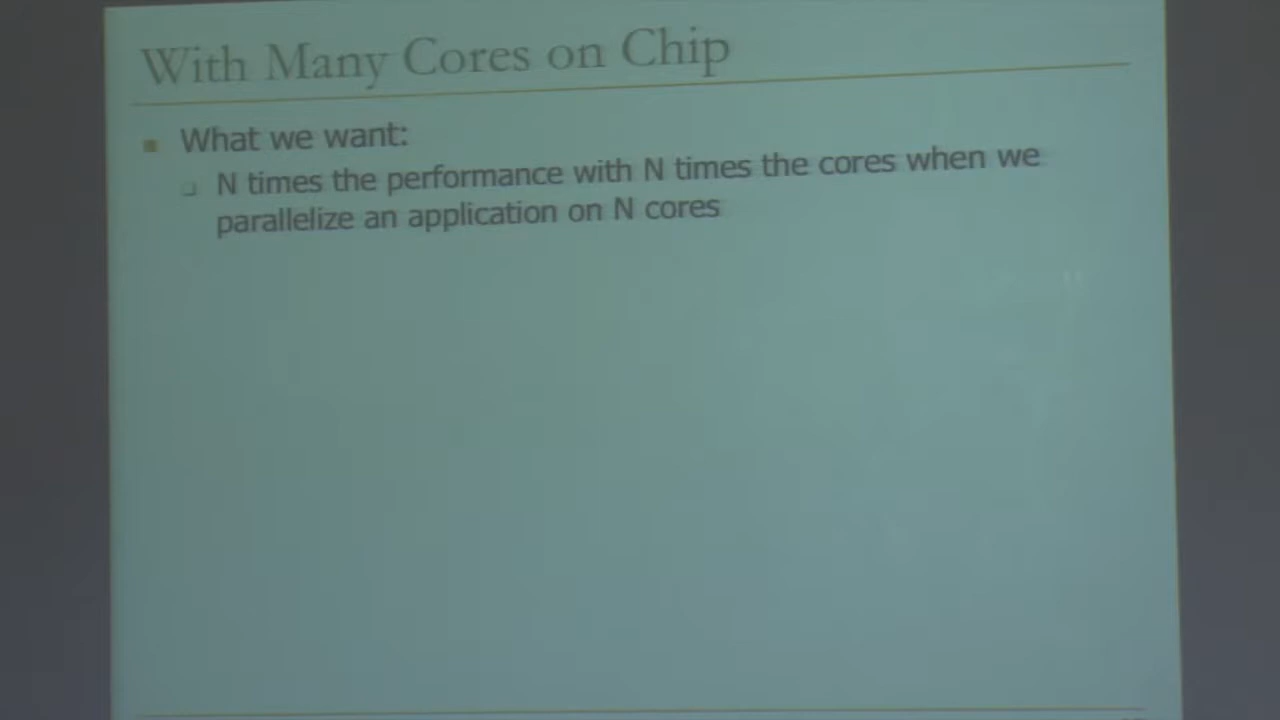 With Many Cores on Chip
What we want:
N times the performance with N times the cores when we
parallelize an application on N cores